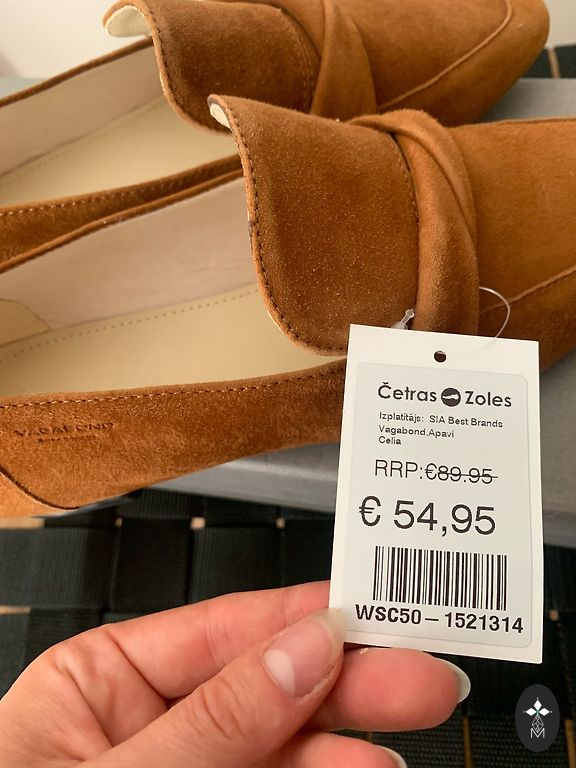 VAGABOND
Četras Zoles
Izplatītājs: SIA Best Brands
Vagabond,Apavi
Celia
RRP:€89.95
€ 54,95
WSC50-1521314